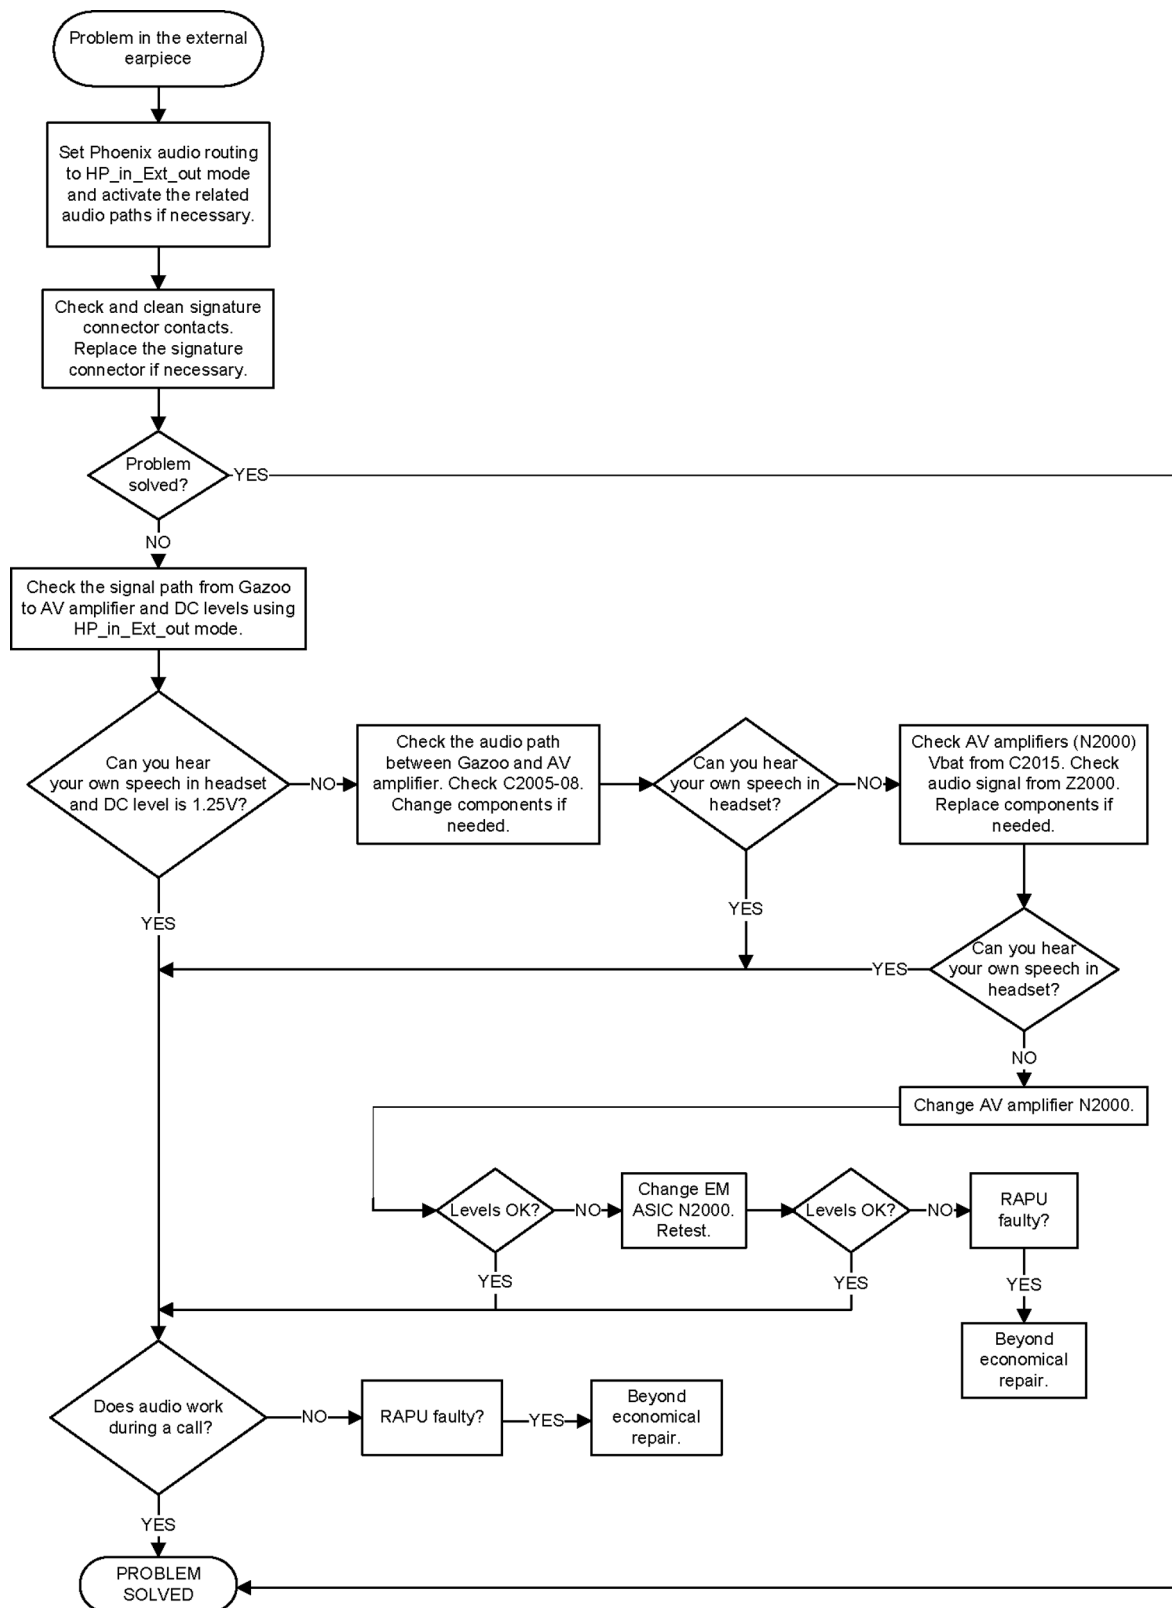 Problem in the external
earpiece
Set Phoenix audio routing
to HP_in_Ext_out mode
and activate the related
audio paths if necessary.
Check and clean signature
connector contacts.
Replace the signature
connector if necessary.
Problem
solved?
YES
NO
Check the signal path from Gazoo
to AV amplifier and DC levels using
HP_in_Ext_out mode.
Can you hear
your own speech in headset
and DC level is 1.25V?
NO
Check the audio path
between Gazoo and AV
amplifier. Check C2005-08.
Change components if
needed.
Can you hear
your own speech in
headset?
NO
Check AV amplifiers (N2000)
Vbat from C2015. Check
audio signal from Z2000.
Replace components if
needed.
YES
YES
Can you hear
your own speech in
headset?
YES
NO
Change AV amplifier N2000.
Levels OK?
NO
Change EM
ASIC N2000.
Retest.
Levels OK?
NO
RAPU
faulty?
YES
YES
YES
Beyond
economical
repair.
Does audio work
during a call?
NO
RAPU faulty?
YES
Beyond
economical
repair.
YES
PROBLEM
SOLVED